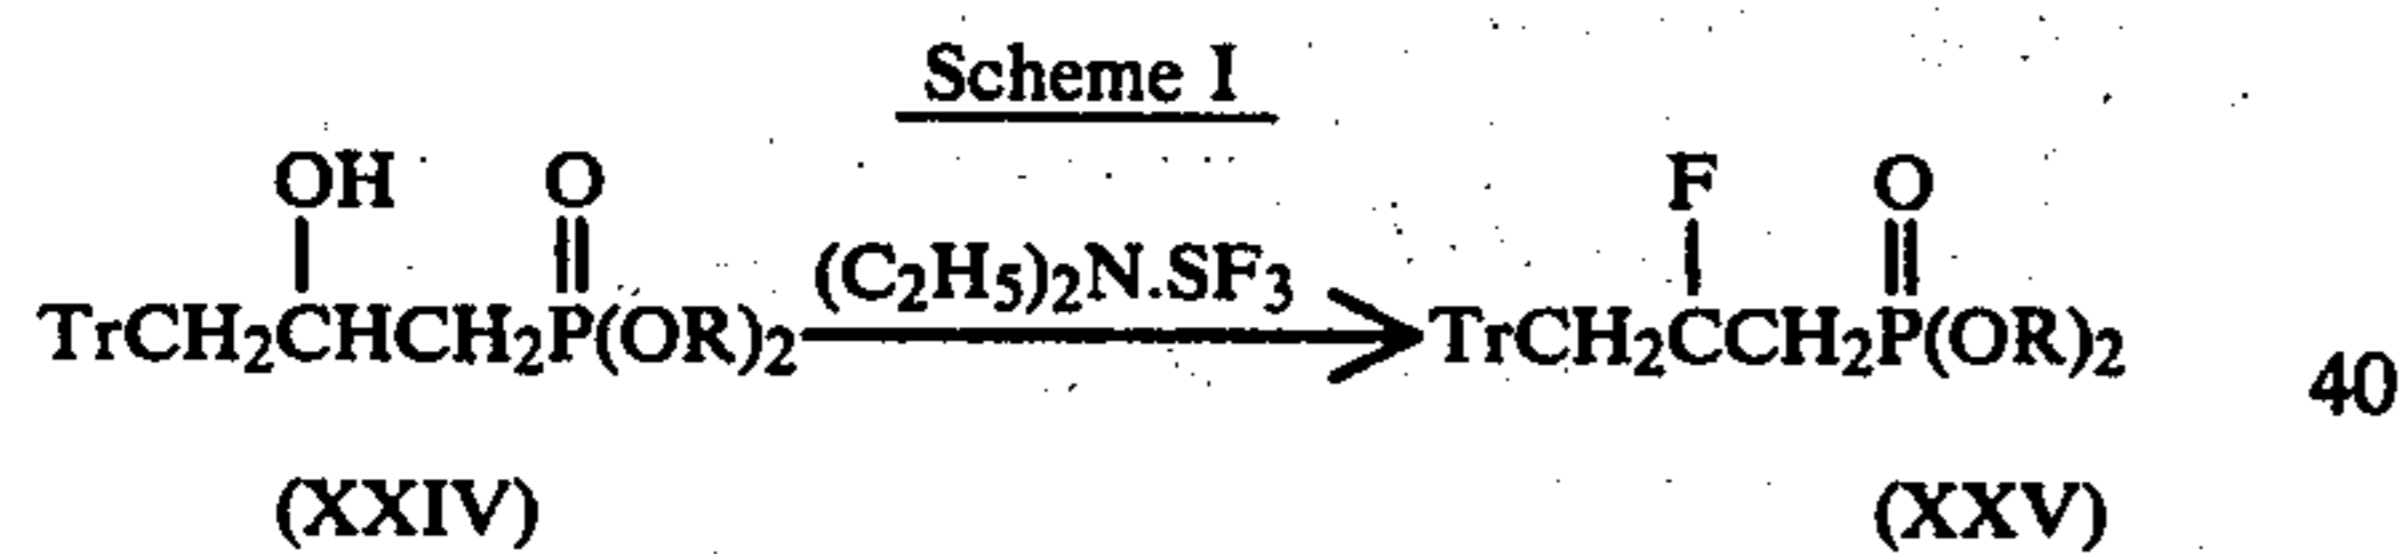 Scheme I
OH O F O
TrCH₂CHCH₂P(OR)₂ (C₂H₅)₂N.SF₃ TrCH₂CCH₂P(OR)₂ 40
(XXIV) (XXV)